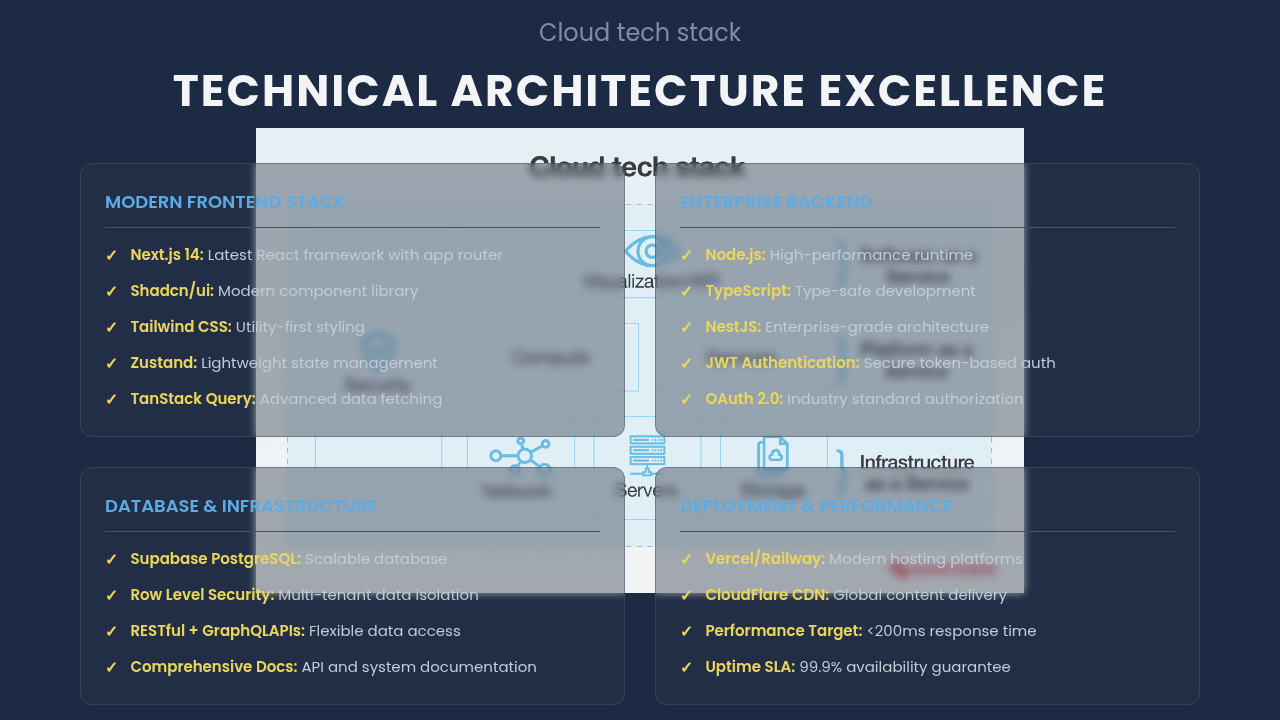 Cloud tech stack
TECHNICAL ARCHITECTURE EXCELLENCE
Cloud tech stack
MODERN FRONTEND STACK
✓ Next.js 14: Latest React framework with app router
✓ Shadcn/ui: Modern component library
✓ Tailwind CSS: Utility-first styling
✓ Zustand: Lightweight state management
✓ TanStack Query: Advanced data fetching
ENTERPRISE BACKEND
✓ Node.js: High-performance runtime
✓ TypeScript: Type-safe development
✓ NestJS: Enterprise-grade architecture
✓ JWT Authentication: Secure token-based auth
✓ OAuth 2.0: Industry standard authorization
Visualization
Compute
Security
Platform as a
Service
Network
Servers
Storage
Infrastructure
as a Service
DATABASE & INFRASTRUCTURE
✓ Supabase PostgreSQL: Scalable database
✓ Row Level Security: Multi-tenant data isolation
✓ RESTful + GraphQLAPIs: Flexible data access
✓ Comprehensive Docs: API and system documentation
DEPLOYMENT & PERFORMANCE
✓ Vercel/Railway: Modern hosting platforms
✓ CloudFlare CDN: Global content delivery
✓ Performance Target: <200ms response time
✓ Uptime SLA: 99.9% availability guarantee